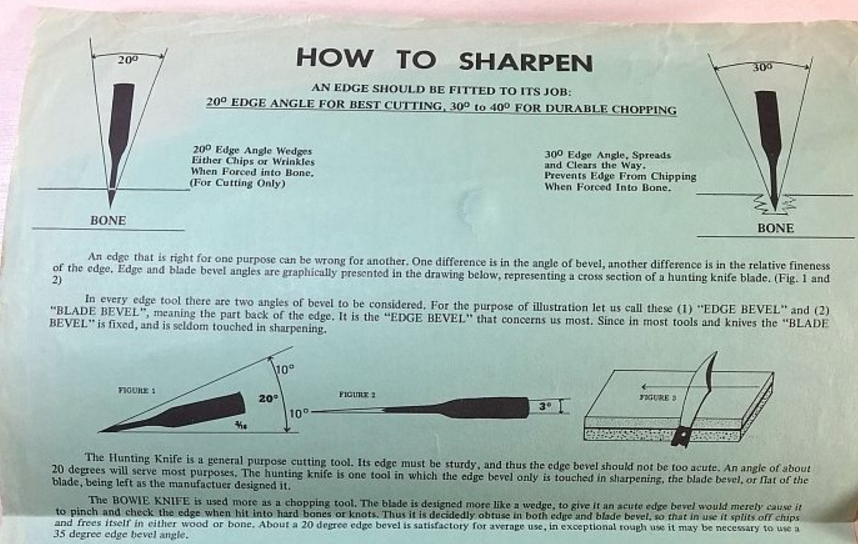 HOW TO SHARPEN
20°
30°
AN EDGE SHOULD BE FITTED TO ITS JOB:
20° EDGE ANGLE FOR BEST CUTTING, 30° to 40° FOR DURABLE CHOPPING
20° Edge Angle Wedges
Either Chips or Wrinkles
When Forced into Bone.
(For Cutting Only)
30° Edge Angle, Spreads
and Clears the Way.
Prevents Edge From Chipping
When Forced Into Bone.
BONE
BONE
An edge that is right for one purpose can be wrong for another. One difference is in the angle of bevel, another difference is in the relative fineness
of the edge. Edge and blade bevel angles are graphically presented in the drawing below, representing a cross section of a hunting knife blade. (Fig. 1 and
2)
In every edge tool there are two angles of bevel to be considered. For the purpose of illustration let us call these (1) "EDGE BEVEL" and (2)
"BLADE BEVEL", meaning the part back of the edge. It is the "EDGE BEVEL" that concerns us most. Since in most tools and knives the "BLADE
BEVEL" is fixed, and is seldom touched in sharpening.
FIGURE 1
10°
20°
10°
FIGURE 2
3°
FIGURE 3
The Hunting Knife is a general purpose cutting tool. Its edge must be sturdy, and thus the edge bevel should not be too acute. An angle of about
20 degrees will serve most purposes. The hunting knife is one tool in which the edge bevel only is touched in sharpening, the blade bevel, or flat of the
blade, being left as the manufactuer designed it.
The BOWIE KNIFE is used more as a chopping tool. The blade is designed more like a wedge, to give it an acute edge bevel would merely cause it
to pinch and check the edge when hit into hard bones or knots. Thus it is decidedly obtuse in both edge and blade bevel, so that in use it splits off chips
and frees itself in either wood or bone. About a 20 degree edge bevel is satisfactory for average use, in exceptional rough use it may be necessary to use a
35 degree edge bevel angle.